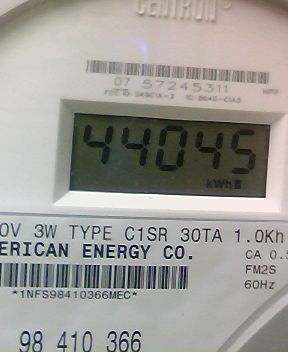 CENTRON
07 57245311
44045
kWh
0V 3W TYPE C1SR 30TA 1.0Kh
ERICAN ENERGY CO.
CA 0.5
FM2S
*1NFS98410366MEC*
60Hz
98 410 366